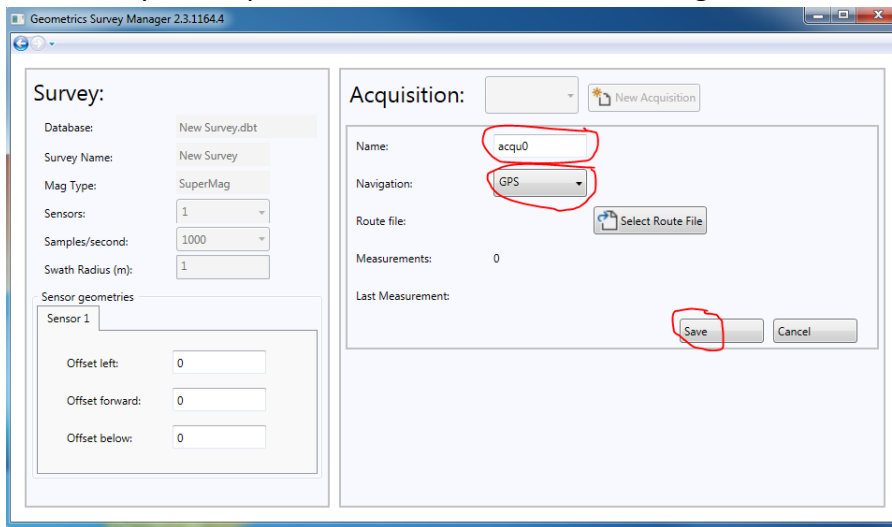 Geometrics Survey Manager 2.3.1164.4
Survey:
Database: New Survey.dbt
Survey Name: New Survey
Mag Type: SuperMag
Sensors: 1
Samples/second: 1000
Swath Radius (m): 1
Sensor geometries
Sensor 1
Offset left: 0
Offset forward: 0
Offset below: 0
Acquisition: New Acquisition
Name: acqu0
Navigation: GPS
Route file: Select Route File
Measurements: 0
Last Measurement:
Save Cancel